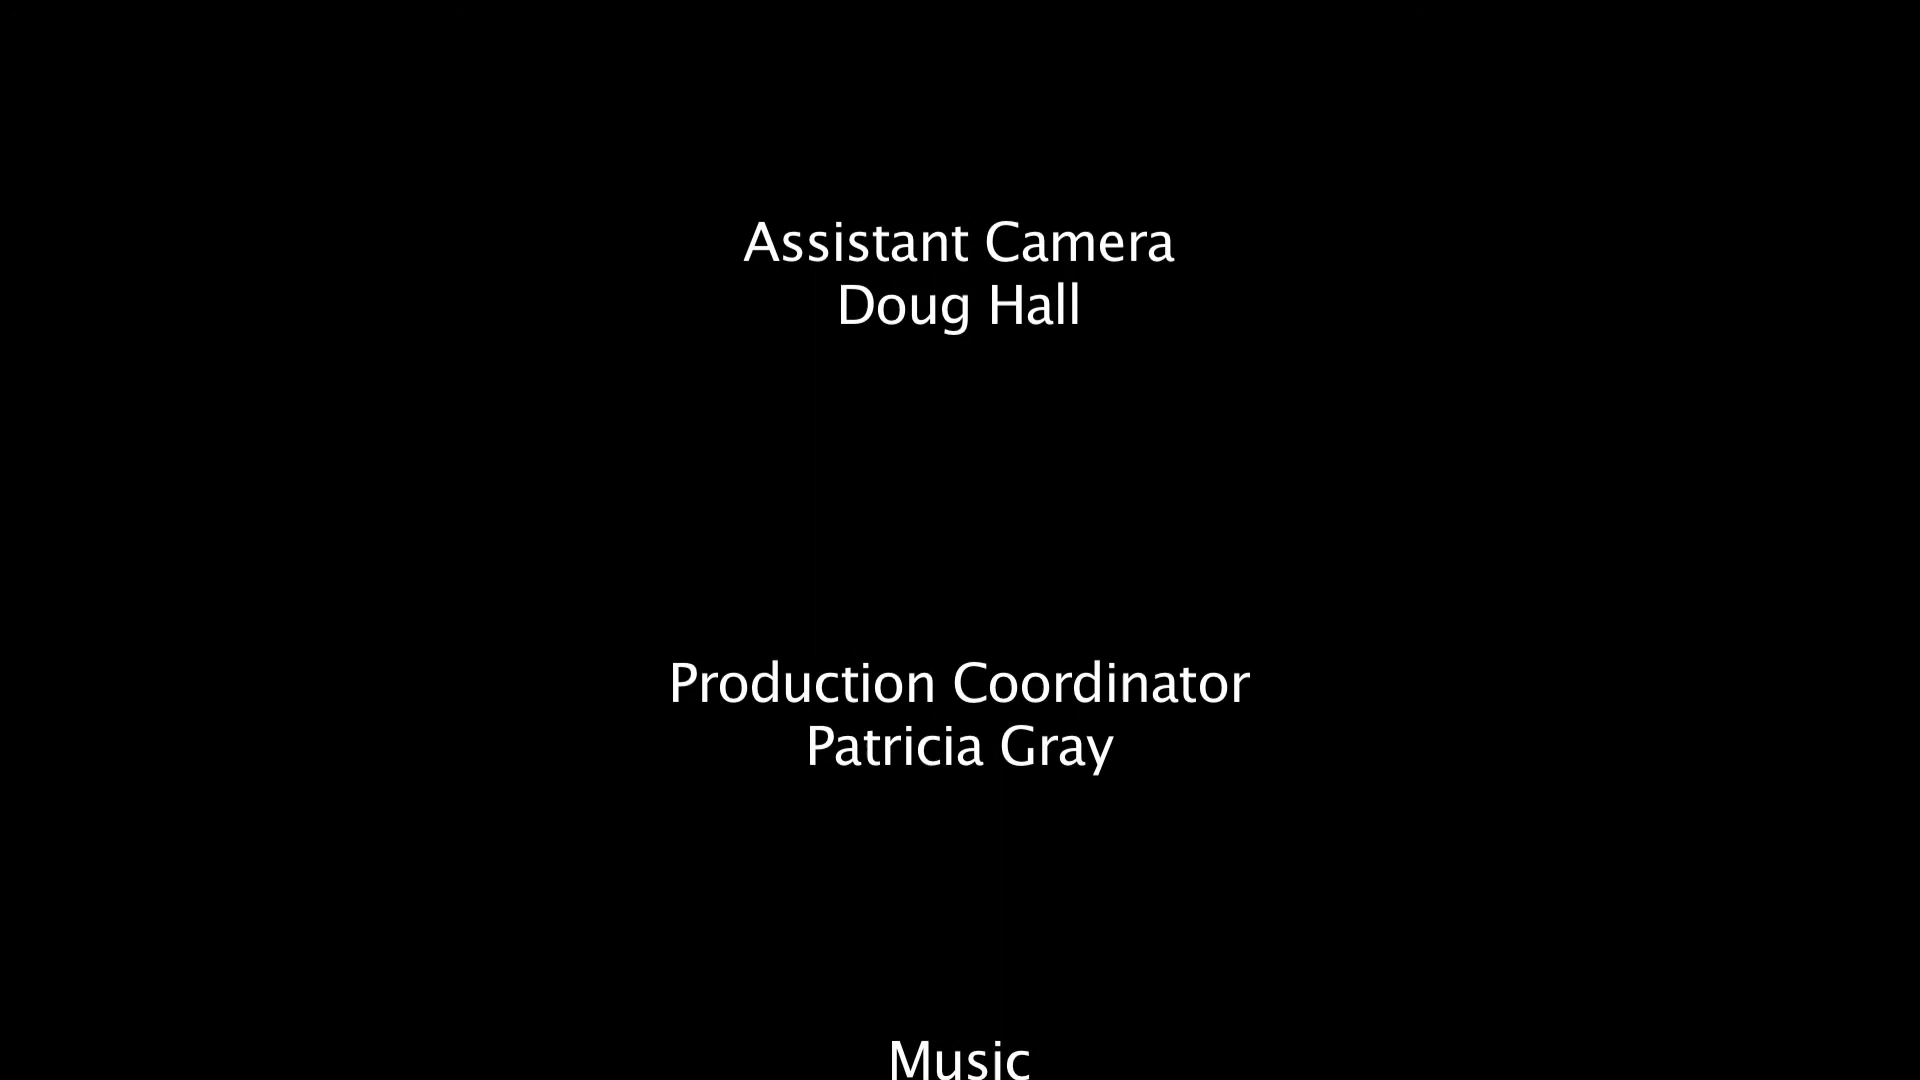 Assistant Camera
Doug Hall
Production Coordinator
Patricia Gray
Music